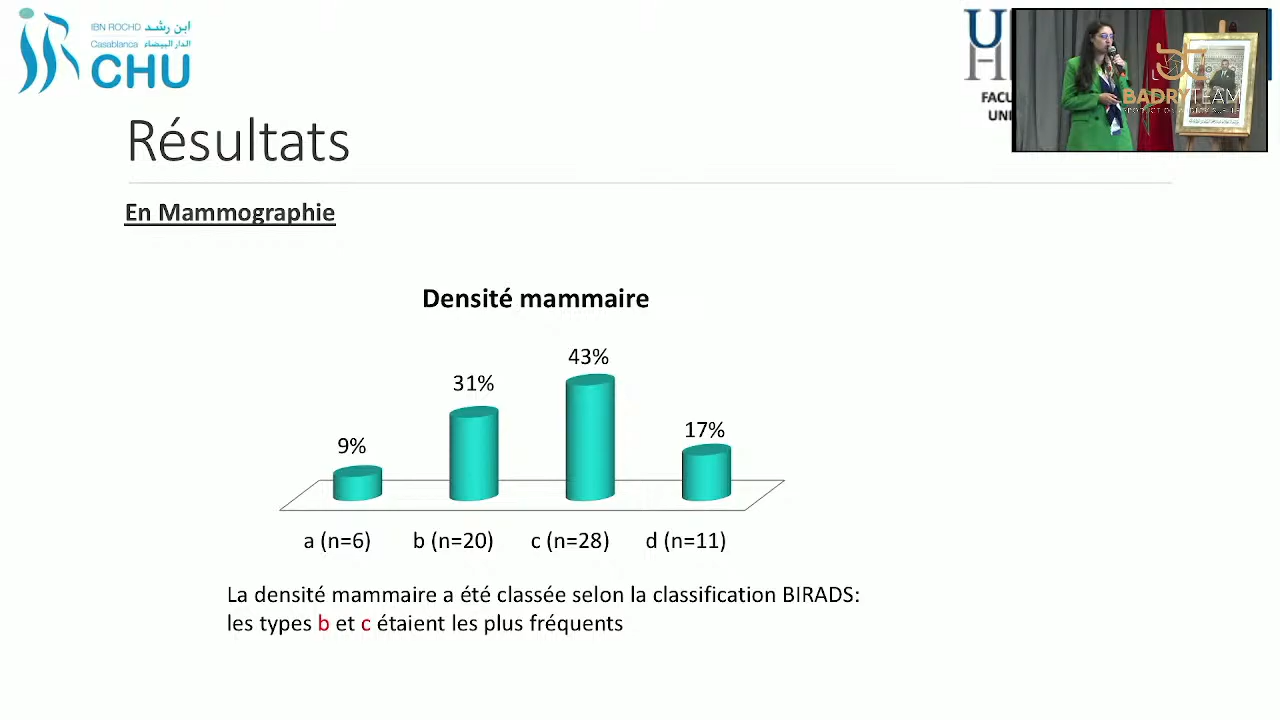 IBN ROCHD ابن رشد
Casablanca الدار البيضاء
CHU
U
H
FACU
UNI
BADRYTEAM
Résultats
En Mammographie
Densité mammaire
43%
31%
9%
17%
a (n=6) b (n=20) c (n=28) d (n=11)
La densité mammaire a été classée selon la classification BIRADS:
les types b et c étaient les plus fréquents